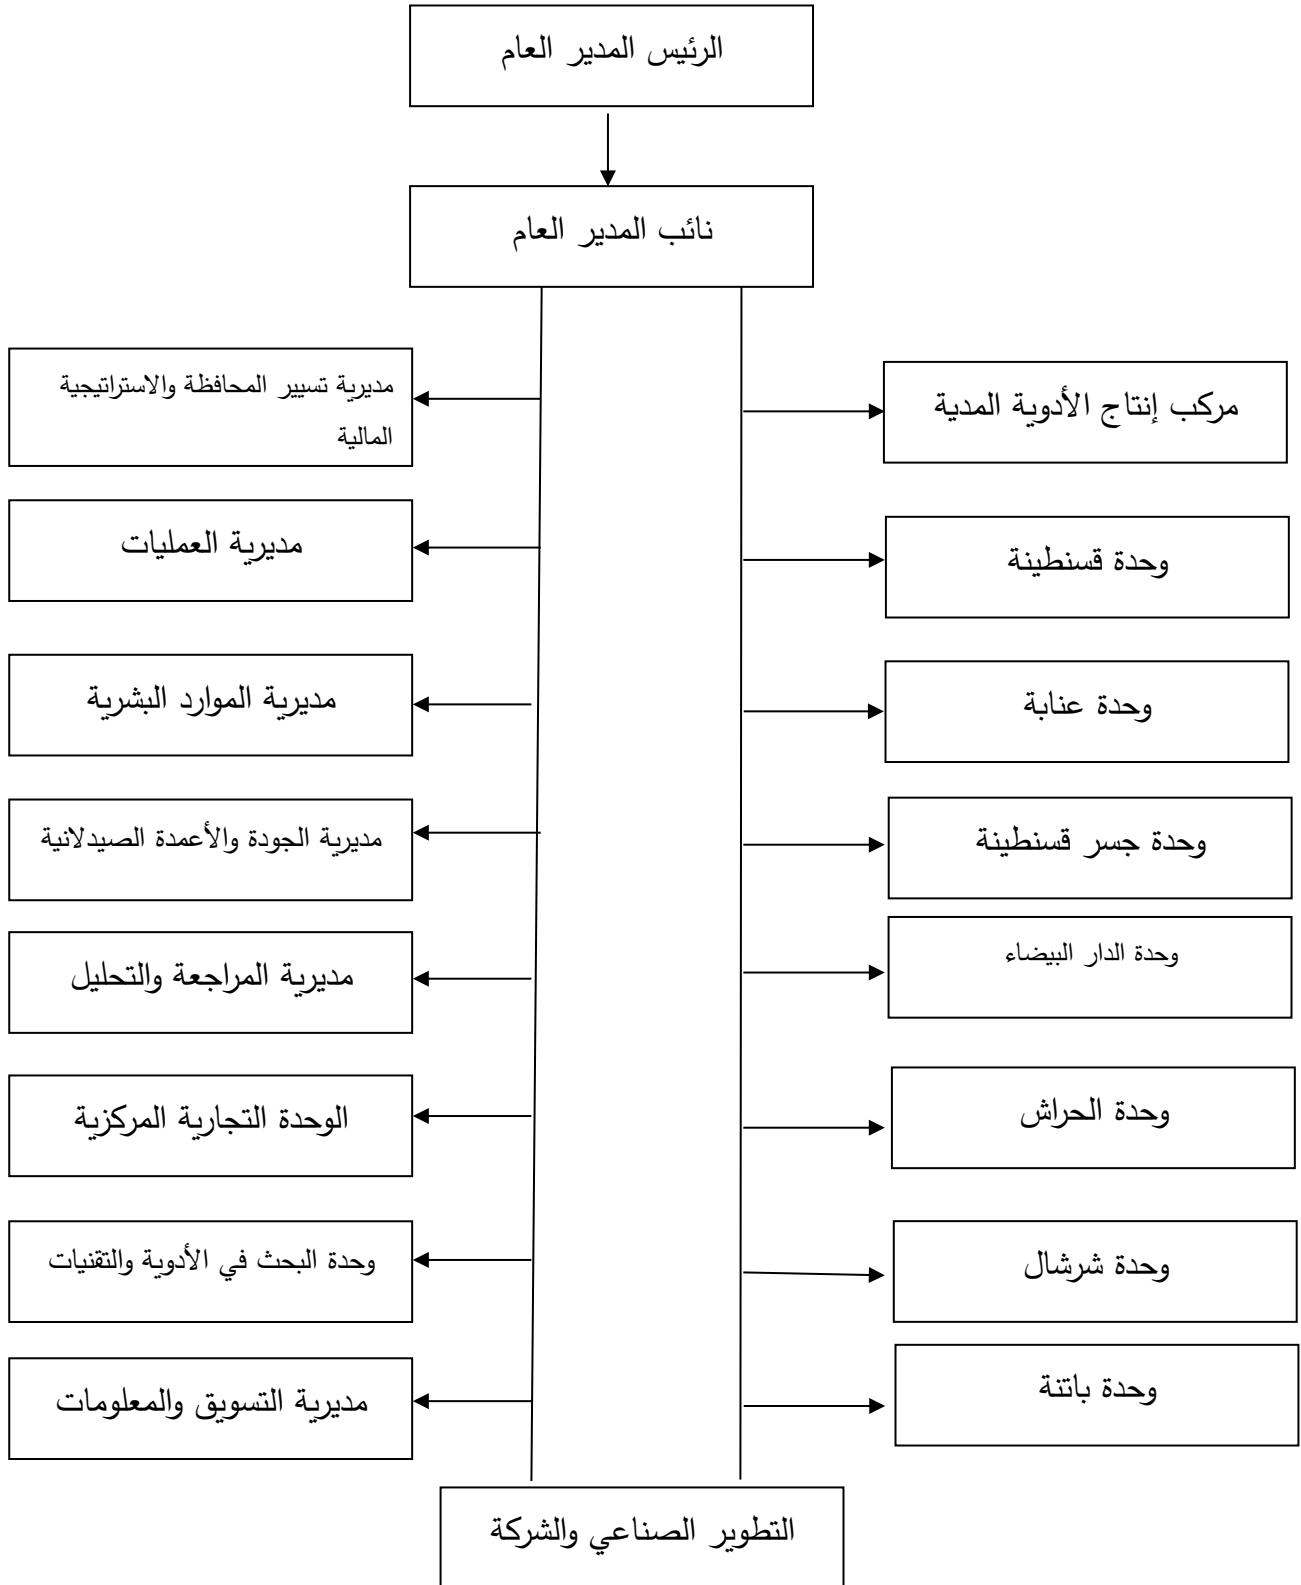 الرئيس المدير العام
نائب المدير العام
مركب إنتاج الأدوية المدية
مديرية تسيير المحافظة والاستراتيجية
المالية
وحدة قسنطينة
مديرية العمليات
وحدة عنابة
مديرية الموارد البشرية
وحدة جسر قسنطينة
مديرية الجودة والأعمدة الصيدلانية
وحدة الدار البيضاء
مديرية المراجعة والتحليل
وحدة الحراش
الوحدة التجارية المركزية
وحدة شرشال
وحدة البحث في الأدوية والتقنيات
وحدة باتنة
مديرية التسويق والمعلومات
التطوير الصناعي والشركة